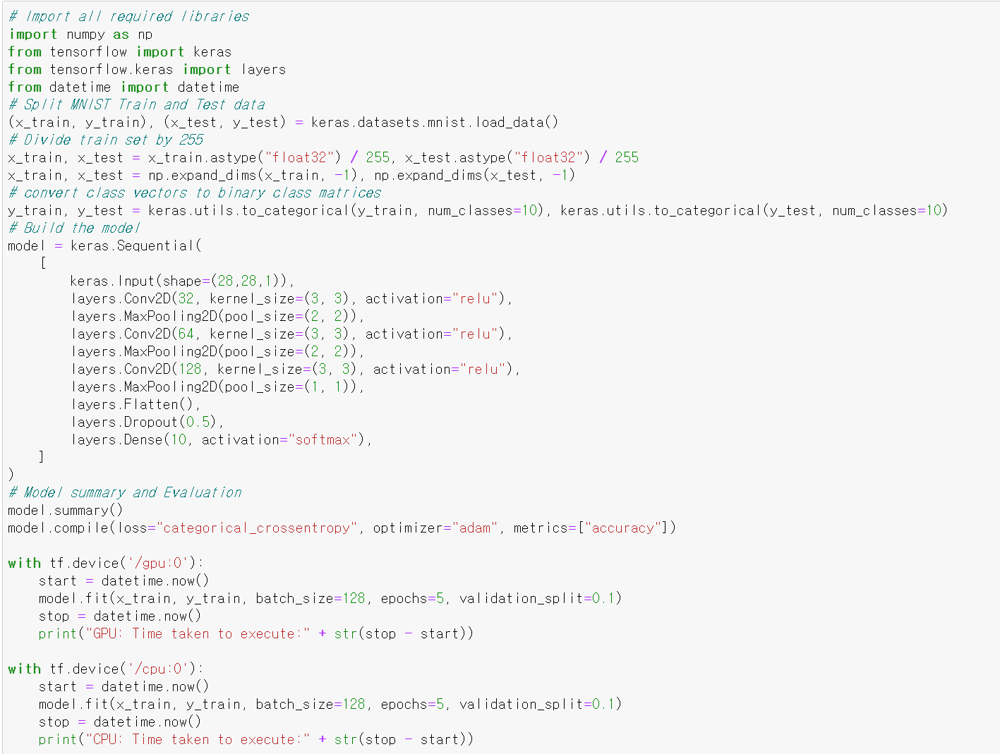 # Import all required libraries
import numpy as np
from tensorflow import keras
from tensorflow.keras import layers
from datetime import datetime
# Split MNIST Train and Test data
(x_train, y_train), (x_test, y_test) = keras.datasets.mnist.load_data()
# Divide train set by 255
x_train, x_test = x_train.astype("float32") / 255, x_test.astype("float32") / 255
x_train, x_test = np.expand_dims(x_train, -1), np.expand_dims(x_test, -1)
# convert class vectors to binary class matrices
y_train, y_test = keras.utils.to_categorical(y_train, num_classes=10), keras.utils.to_categorical(y_test, num_classes=10)
# Build the model
model = keras.Sequential(
    [
        keras.Input(shape=(28,28,1)),
        layers.Conv2D(32, kernel_size=(3, 3), activation="relu"),
        layers.MaxPooling2D(pool_size=(2, 2)),
        layers.Conv2D(64, kernel_size=(3, 3), activation="relu"),
        layers.MaxPooling2D(pool_size=(2, 2)),
        layers.Conv2D(128, kernel_size=(3, 3), activation="relu"),
        layers.MaxPooling2D(pool_size=(1, 1)),
        layers.Flatten(),
        layers.Dropout(0.5),
        layers.Dense(10, activation="softmax"),
    ]
)
# Model summary and Evaluation
model.summary()
model.compile(loss="categorical_crossentropy", optimizer="adam", metrics=["accuracy"])

with tf.device('/gpu:0'):
    start = datetime.now()
    model.fit(x_train, y_train, batch_size=128, epochs=5, validation_split=0.1)
    stop = datetime.now()
    print("GPU: Time taken to execute:" + str(stop - start))

with tf.device('/cpu:0'):
    start = datetime.now()
    model.fit(x_train, y_train, batch_size=128, epochs=5, validation_split=0.1)
    stop = datetime.now()
    print("CPU: Time taken to execute:" + str(stop - start))